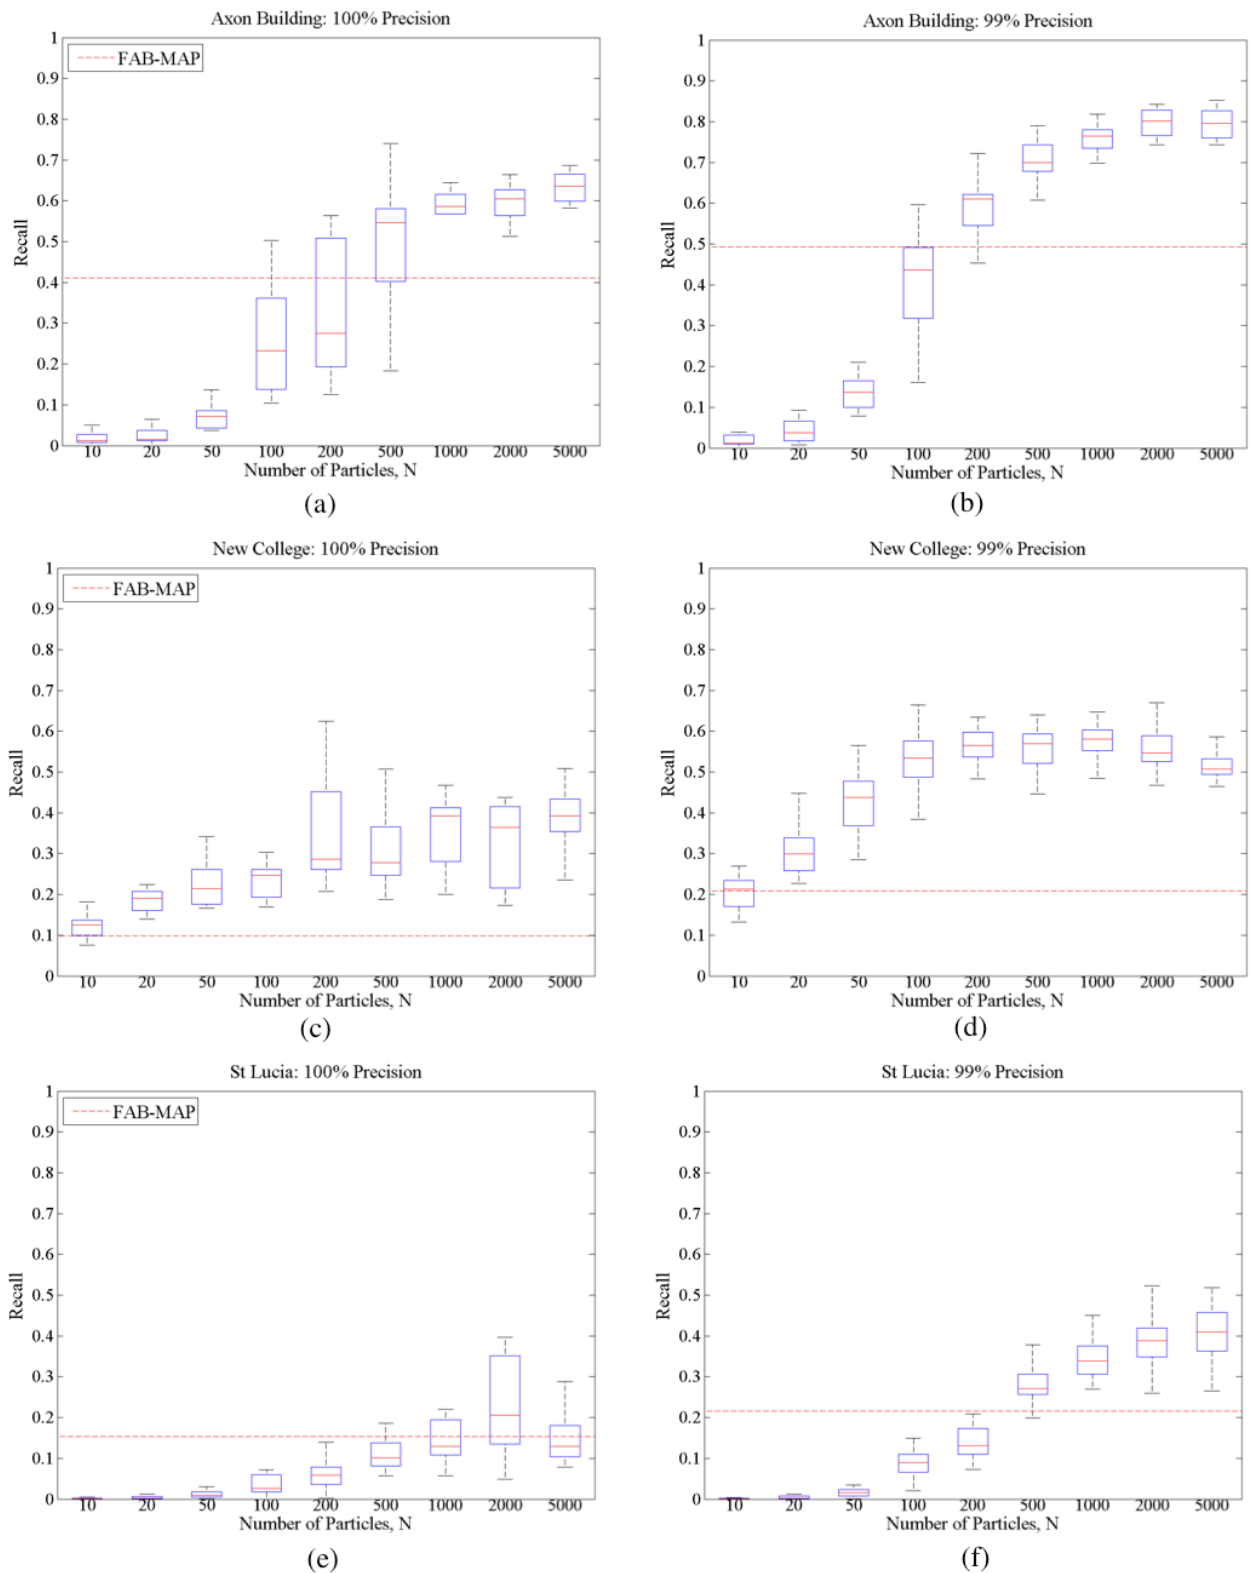 Axon Building: 100% Precision
FAB-MAP
1
0.9
0.8
0.7
0.6
0.5
0.4
0.3
0.2
0.1
0
Recall
10 20 50 100 200 500 1000 2000 5000
Number of Particles, N
(a)
Axon Building: 99% Precision
1
0.9
0.8
0.7
0.6
0.5
0.4
0.3
0.2
0.1
0
Recall
10 20 50 100 200 500 1000 2000 5000
Number of Particles, N
(b)
New College: 100% Precision
FAB-MAP
1
0.9
0.8
0.7
0.6
0.5
0.4
0.3
0.2
0.1
0
Recall
10 20 50 100 200 500 1000 2000 5000
Number of Particles, N
(c)
New College: 99% Precision
1
0.9
0.8
0.7
0.6
0.5
0.4
0.3
0.2
0.1
0
Recall
10 20 50 100 200 500 1000 2000 5000
Number of Particles, N
(d)
St Lucia: 100% Precision
FAB-MAP
1
0.9
0.8
0.7
0.6
0.5
0.4
0.3
0.2
0.1
0
Recall
10 20 50 100 200 500 1000 2000 5000
Number of Particles, N
(e)
St Lucia: 99% Precision
1
0.9
0.8
0.7
0.6
0.5
0.4
0.3
0.2
0.1
0
Recall
10 20 50 100 200 500 1000 2000 5000
Number of Particles, N
(f)